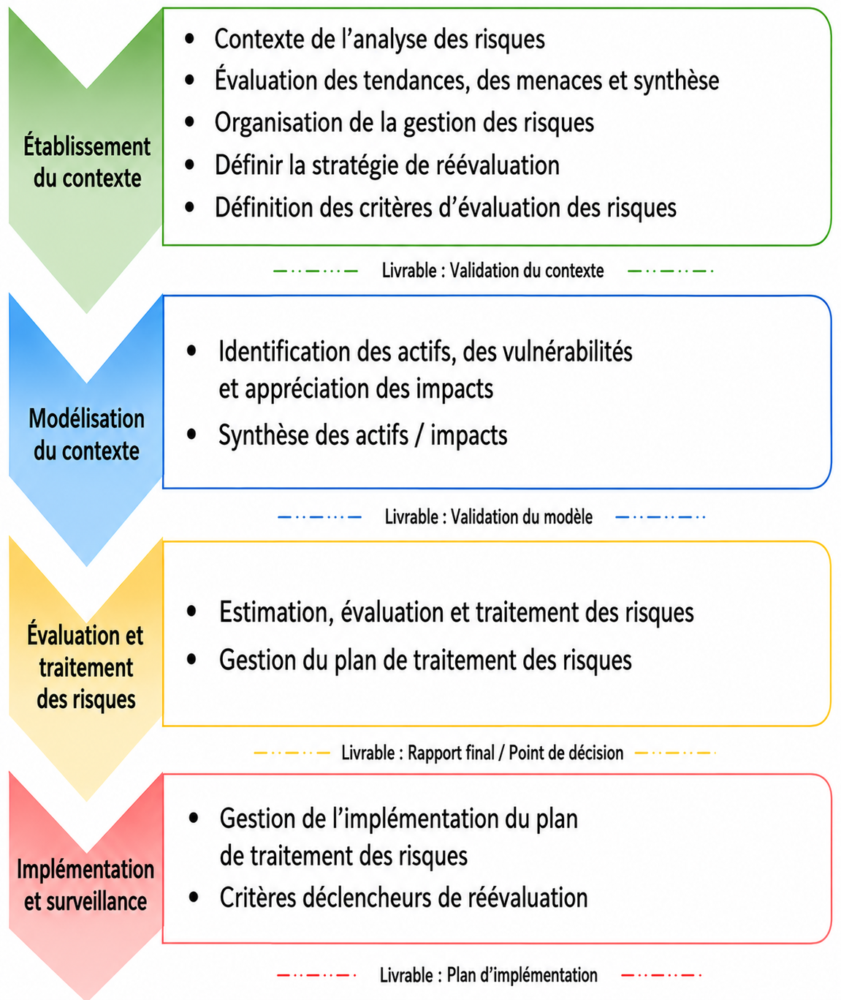 Établissement
du contexte
• Contexte de l’analyse des risques
• Évaluation des tendances, des menaces et synthèse
• Organisation de la gestion des risques
• Définir la stratégie de réévaluation
• Définition des critères d’évaluation des risques
Livrable : Validation du contexte
Modélisation
du contexte
• Identification des actifs, des vulnérabilités
et appréciation des impacts
• Synthèse des actifs / impacts
Livrable : Validation du modèle
Évaluation et
traitement
des risques
• Estimation, évaluation et traitement des risques
• Gestion du plan de traitement des risques
Livrable : Rapport final / Point de décision
Implémentation
et surveillance
• Gestion de l’implémentation du plan
de traitement des risques
• Critères déclencheurs de réévaluation
Livrable : Plan d’implémentation